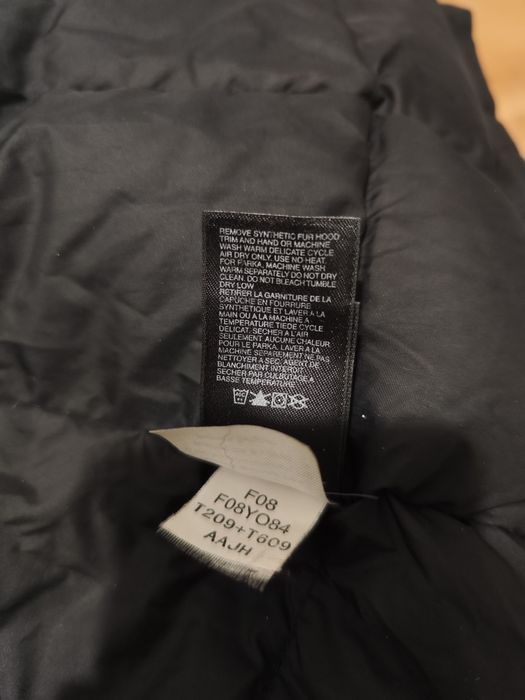 REMOVE SYNTHETIC FUR HOOD
TRIM AND HAND OR MACHINE
WASH WARM DELICATE CYCLE
AIR DRY ONLY. USE NO HEAT.
FOR PARKA, MACHINE WASH
WARM SEPARATELY DO NOT DRY
CLEAN. DO NOT BLEACH TUMBLE
DRY LOW
RETIRER LA GARNITURE DE LA
CAPUCHE EN FOURRURE
SYNTHETIQUE ET LAVER A LA
MAIN OU A LA MACHINE A
TEMPERATURE TIEDE CYCLE
DELICAT. SECHER A L'AIR
SEULEMENT AUCUNE CHALEUR
POUR LE PARKA. LAVER A LA
MACHINE SEPAREMENT NE PAS
NETTOYER A SEC. AGENT DE
BLANCHIMENT INTERDIT
SECHER PAR CULBUTAGE A
BASSE TEMPERATURE
F08
F08YO84
T209+T609
AAJH